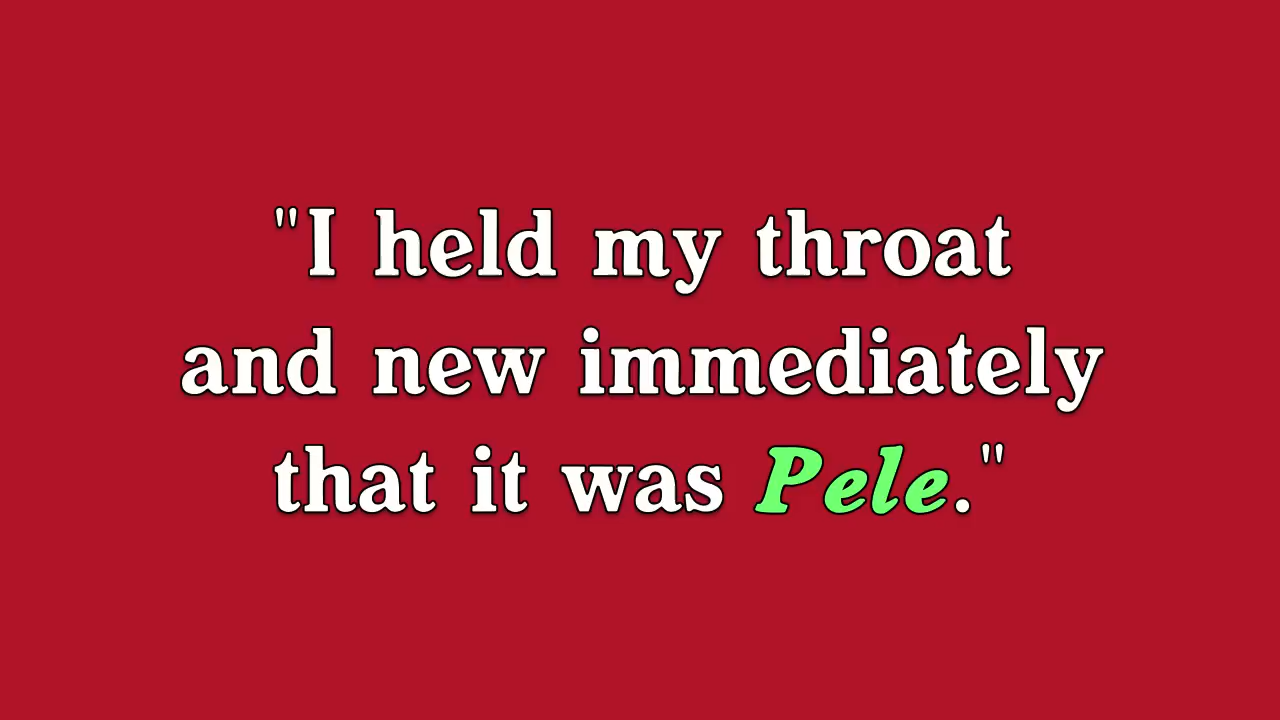 "I held my throat
and new immediately
that it was Pele."